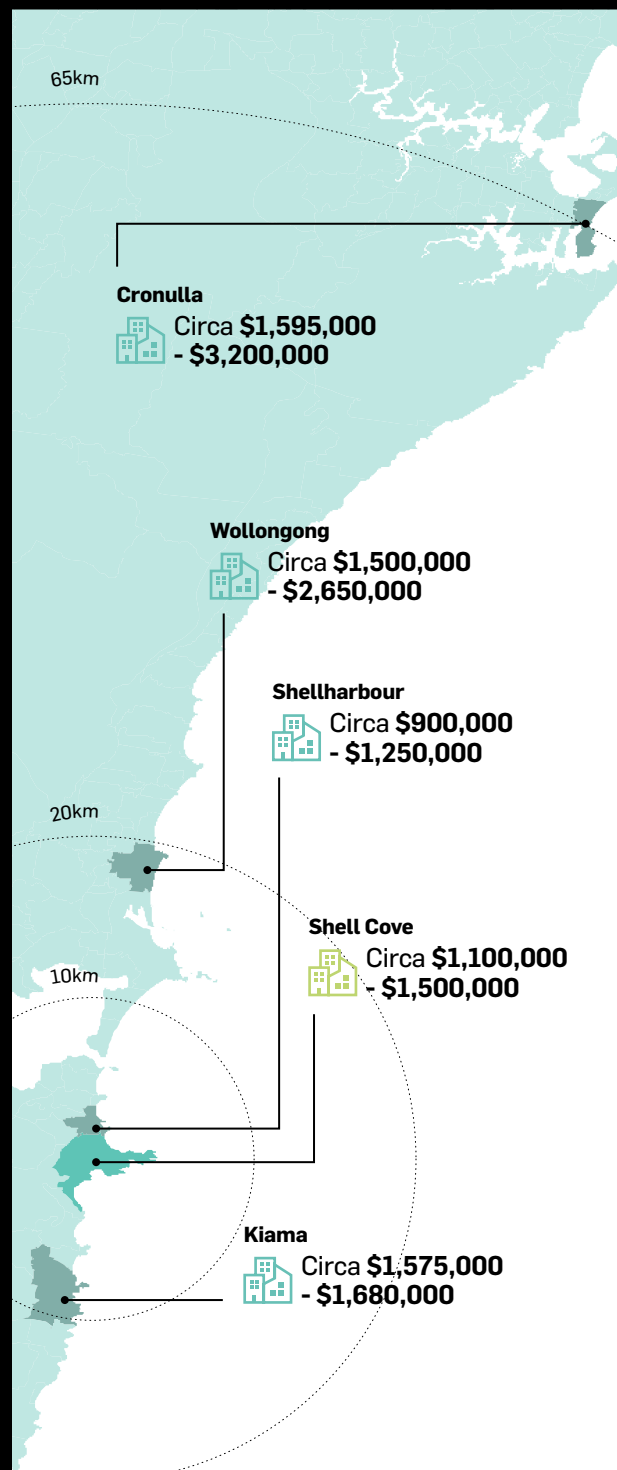 65km
Cronulla
Circa $1,595,000
- $3,200,000
Wollongong
Circa $1,500,000
- $2,650,000
Shellharbour
Circa $900,000
- $1,250,000
20km
Shell Cove
Circa $1,100,000
- $1,500,000
10km
Kiama
Circa $1,575,000
- $1,680,000